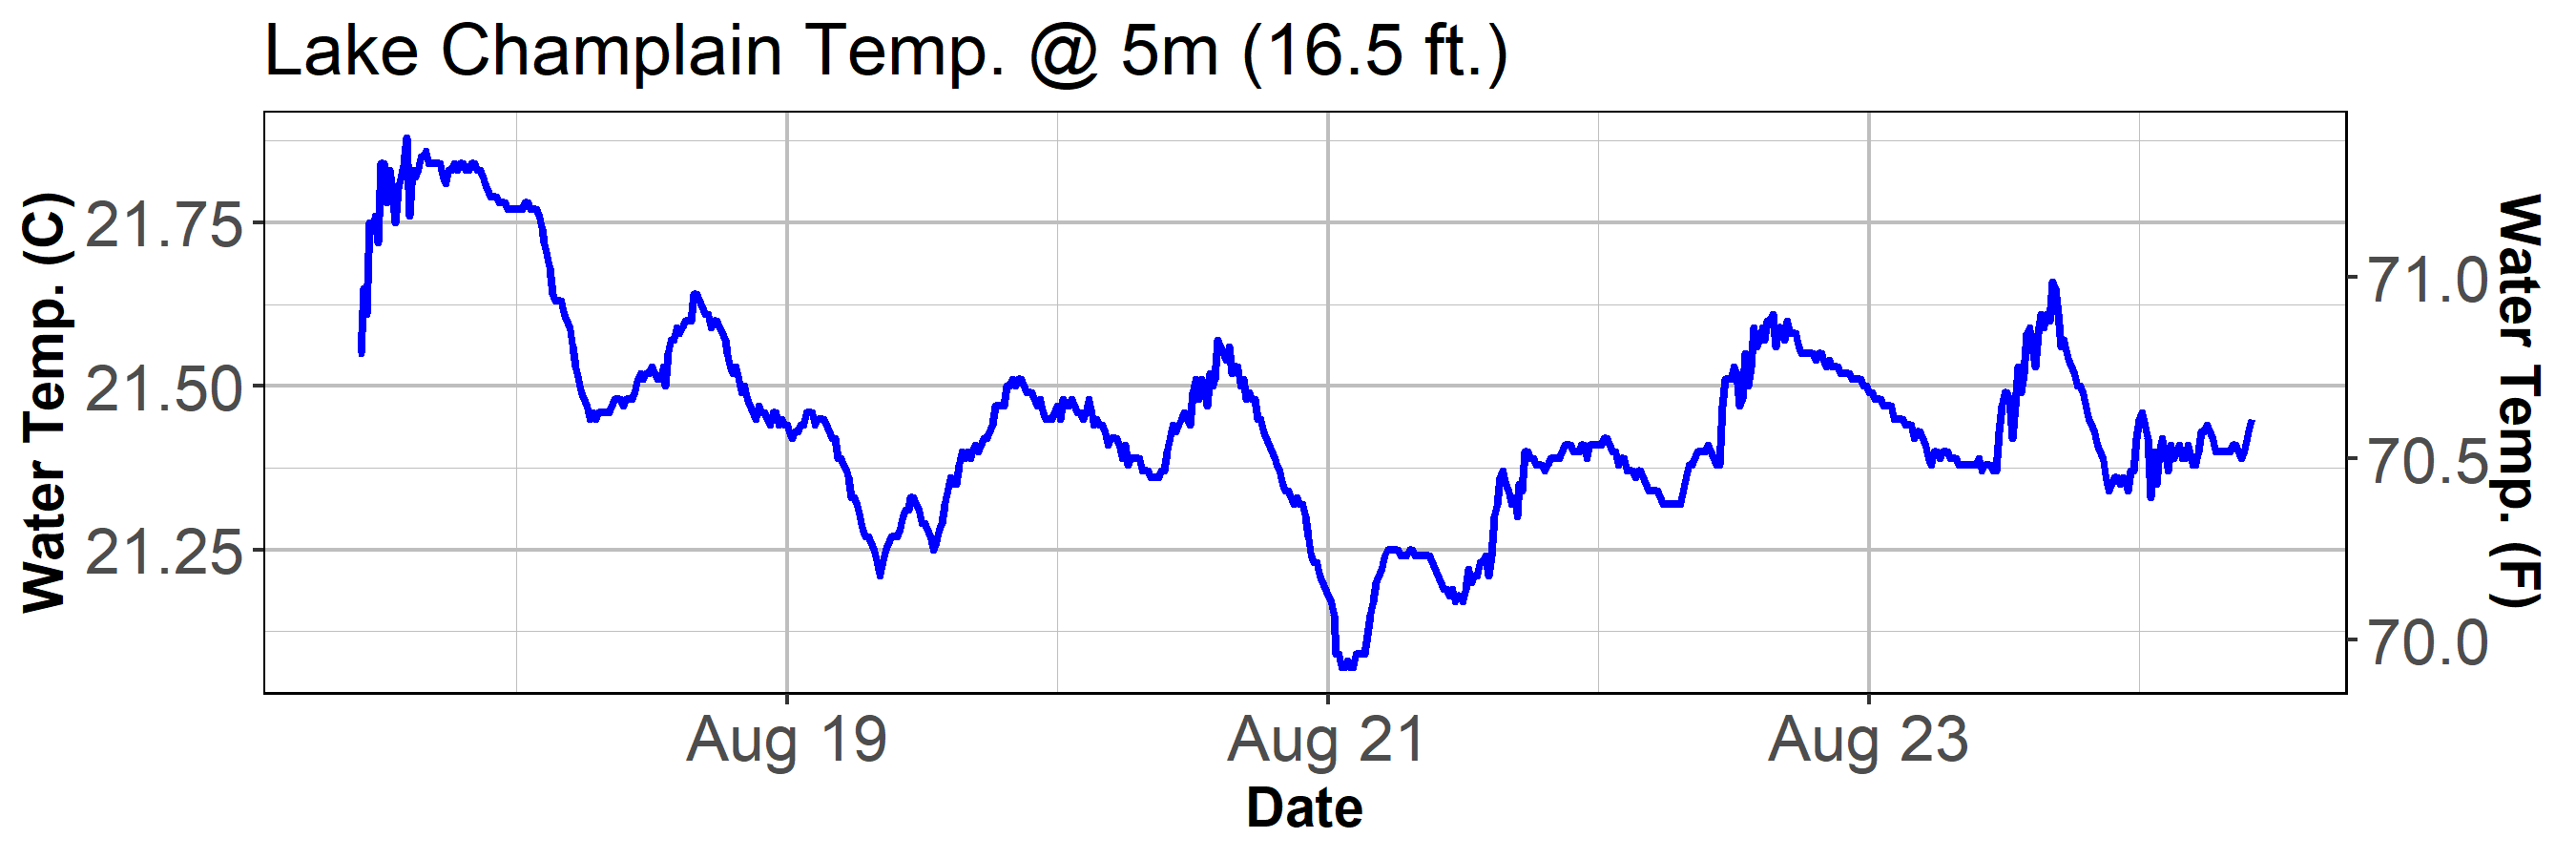 Lake Champlain Temp. @ 5m (16.5 ft.)
Water Temp. (C)
21.75
21.50
21.25
71.0
70.5
70.0
Water Temp. (F)
Aug 19 Aug 21 Aug 23
Date